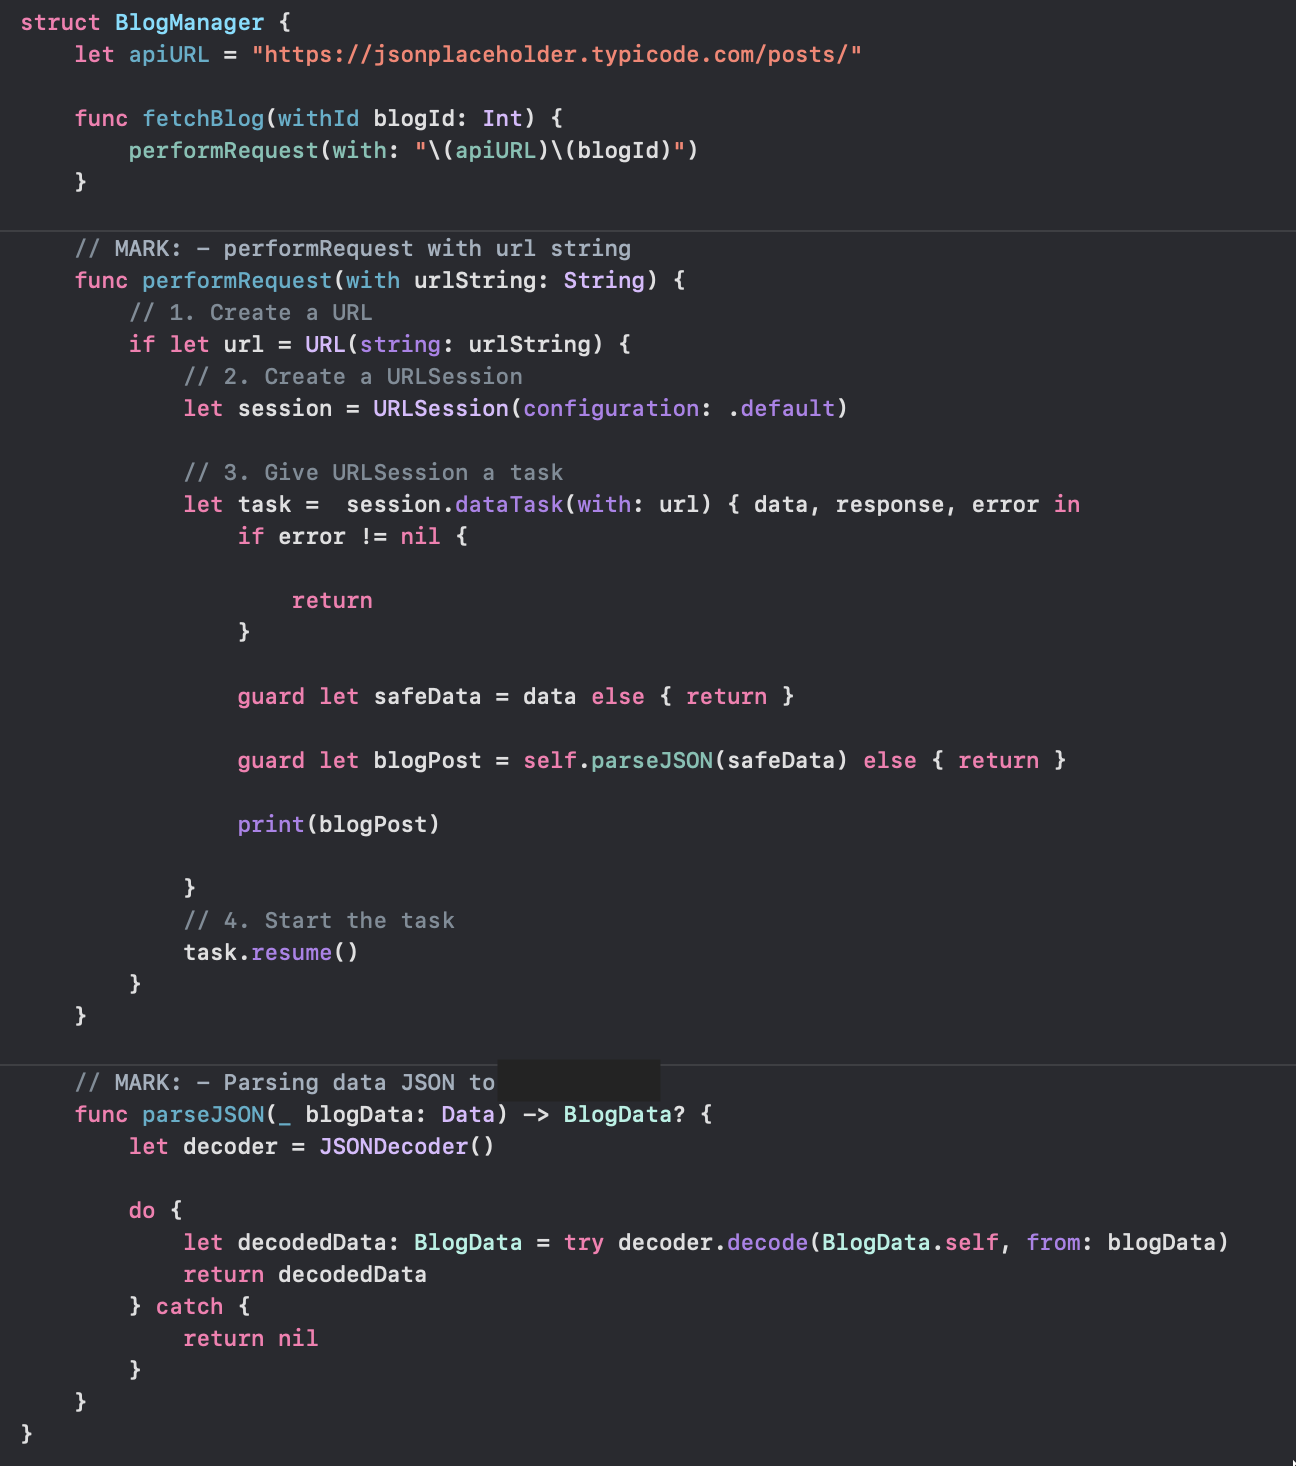 struct BlogManager {
    let apiURL = "https://jsonplaceholder.typicode.com/posts/"

    func fetchBlog(withId blogId: Int) {
        performRequest(with: "\(apiURL)\(blogId)")
    }

    // MARK: – performRequest with url string
    func performRequest(with urlString: String) {
        // 1. Create a URL
        if let url = URL(string: urlString) {
            // 2. Create a URLSession
            let session = URLSession(configuration: .default)

            // 3. Give URLSession a task
            let task =  session.dataTask(with: url) { data, response, error in
                if error != nil {

                    return
                }

                guard let safeData = data else { return }

                guard let blogPost = self.parseJSON(safeData) else { return }

                print(blogPost)

            }
            // 4. Start the task
            task.resume()
        }
    }

    // MARK: – Parsing data JSON to
    func parseJSON(_ blogData: Data) –> BlogData? {
        let decoder = JSONDecoder()

        do {
            let decodedData: BlogData = try decoder.decode(BlogData.self, from: blogData)
            return decodedData
        } catch {
            return nil
        }
    }
}